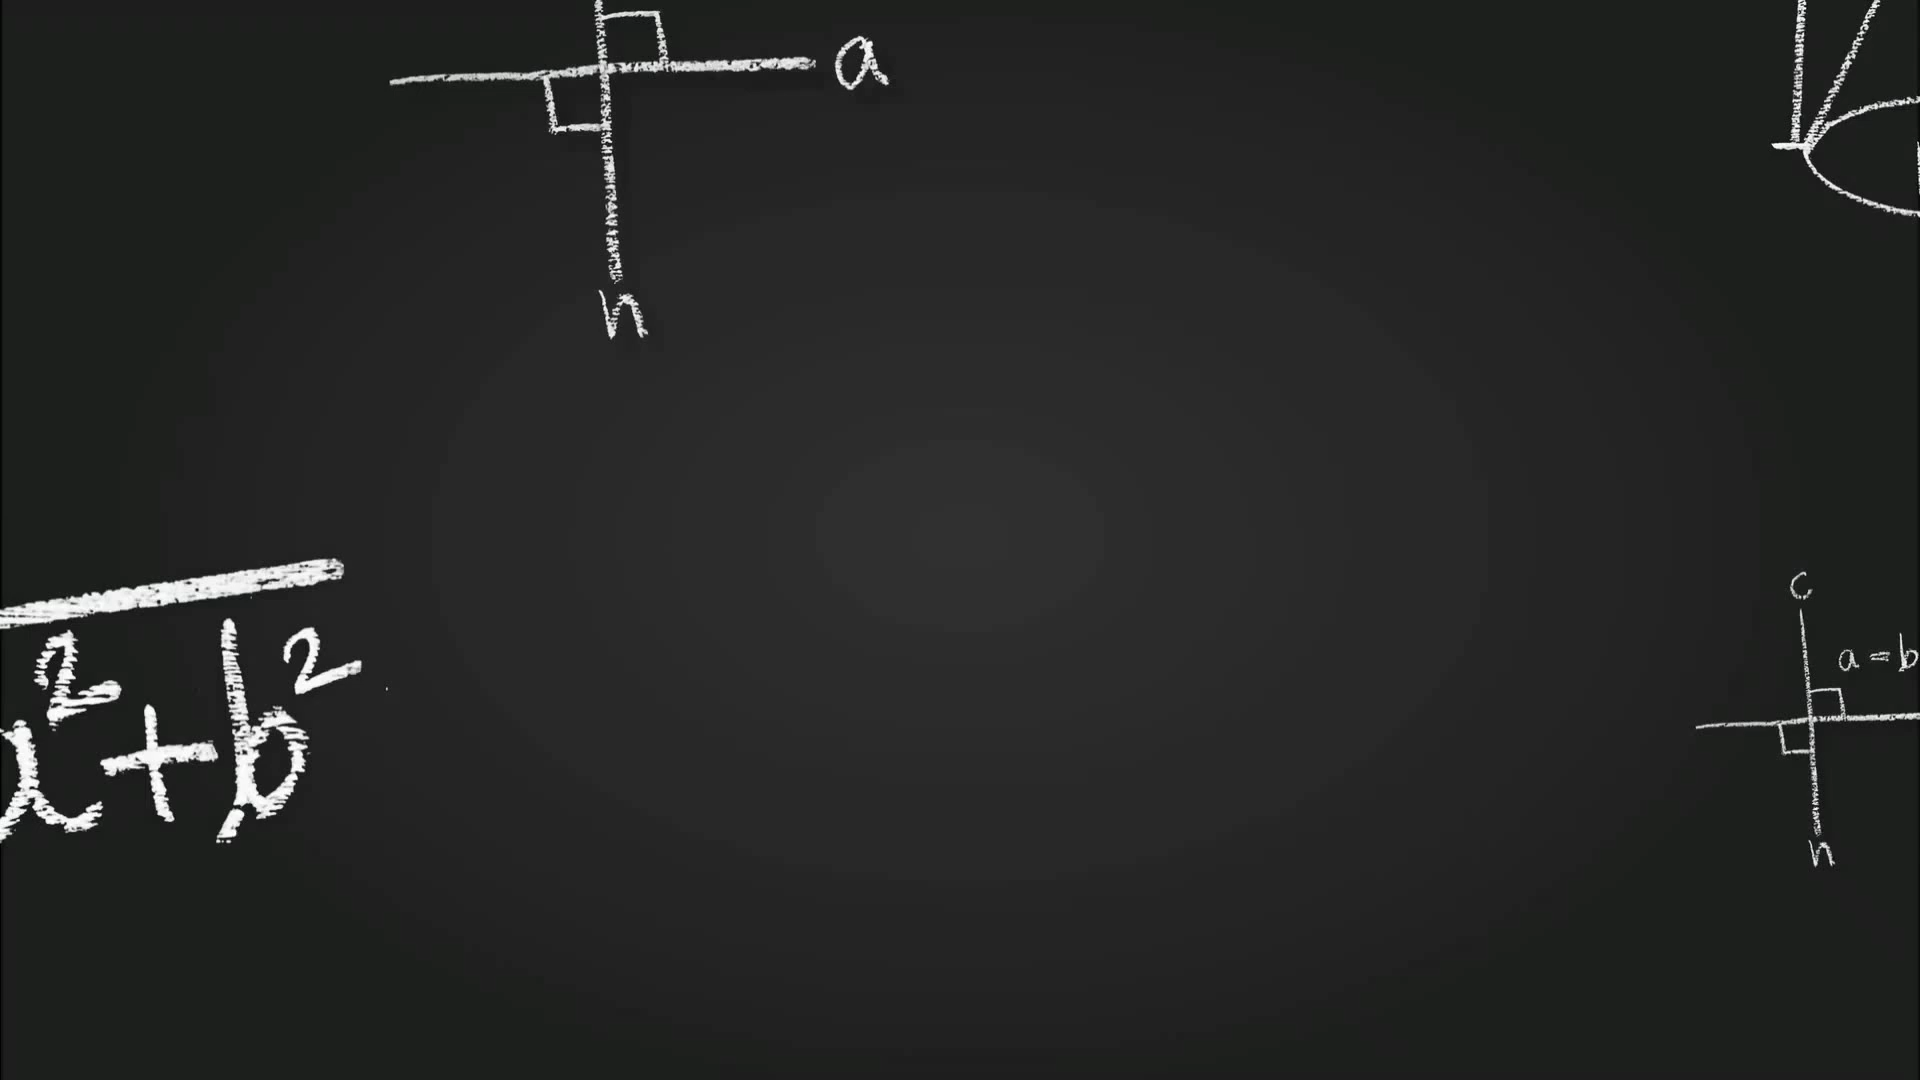 a
n
c
a = b
a² + b²
n